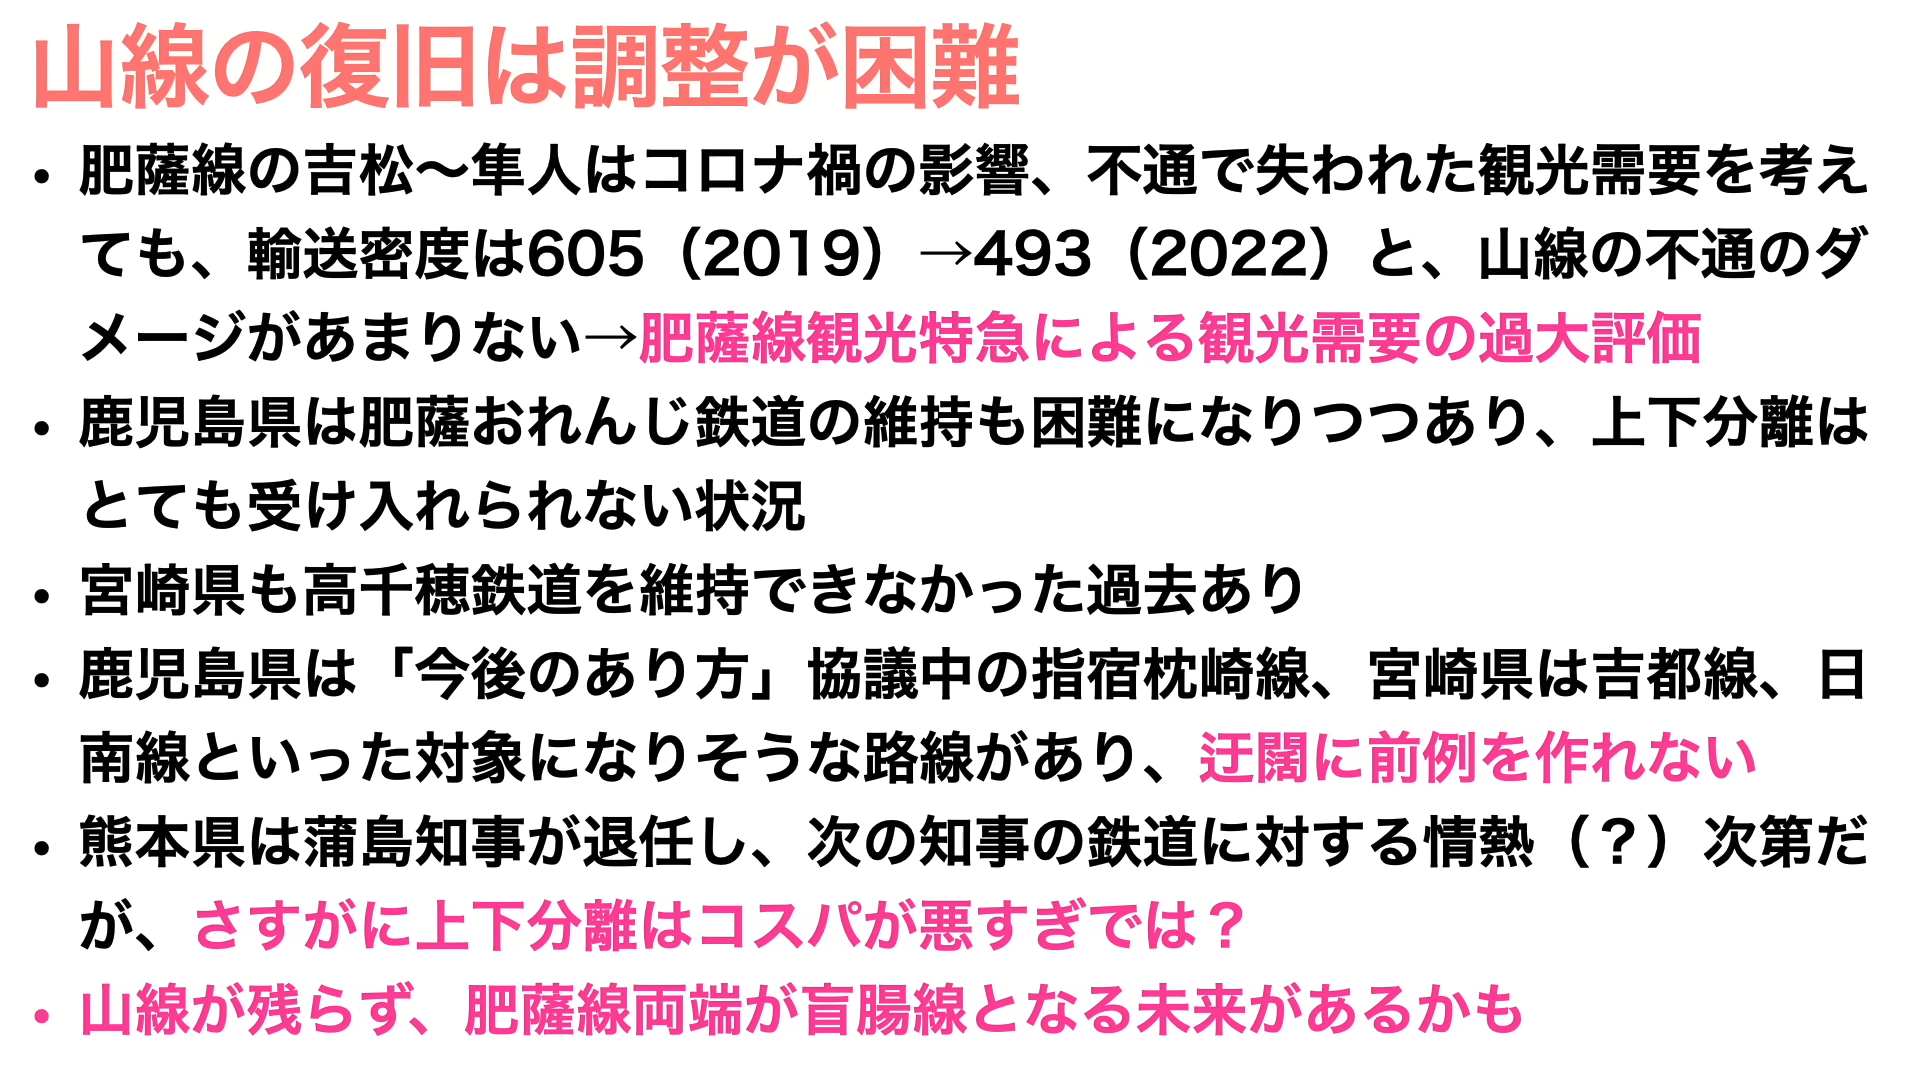 山線の復旧は調整が困難
• 肥薩線の吉松〜隼人はコロナ禍の影響、不通で失われた観光需要を考え
ても、輸送密度は605（2019）→493（2022）と、山線の不通のダ
メージがあまりない→肥薩線観光特急による観光需要の過大評価
• 鹿児島県は肥薩おれんじ鉄道の維持も困難になりつつあり、上下分離は
とても受け入れられない状況
• 宮崎県も高千穂鉄道を維持できなかった過去あり
• 鹿児島県は「今後のあり方」協議中の指宿枕崎線、宮崎県は吉都線、日
南線といった対象になりそうな路線があり、迂闊に前例を作れない
• 熊本県は蒲島知事が退任し、次の知事の鉄道に対する情熱（？）次第だ
が、さすがに上下分離はコスパが悪すぎでは？
• 山線が残らず、肥薩線両端が盲腸線となる未来があるかも